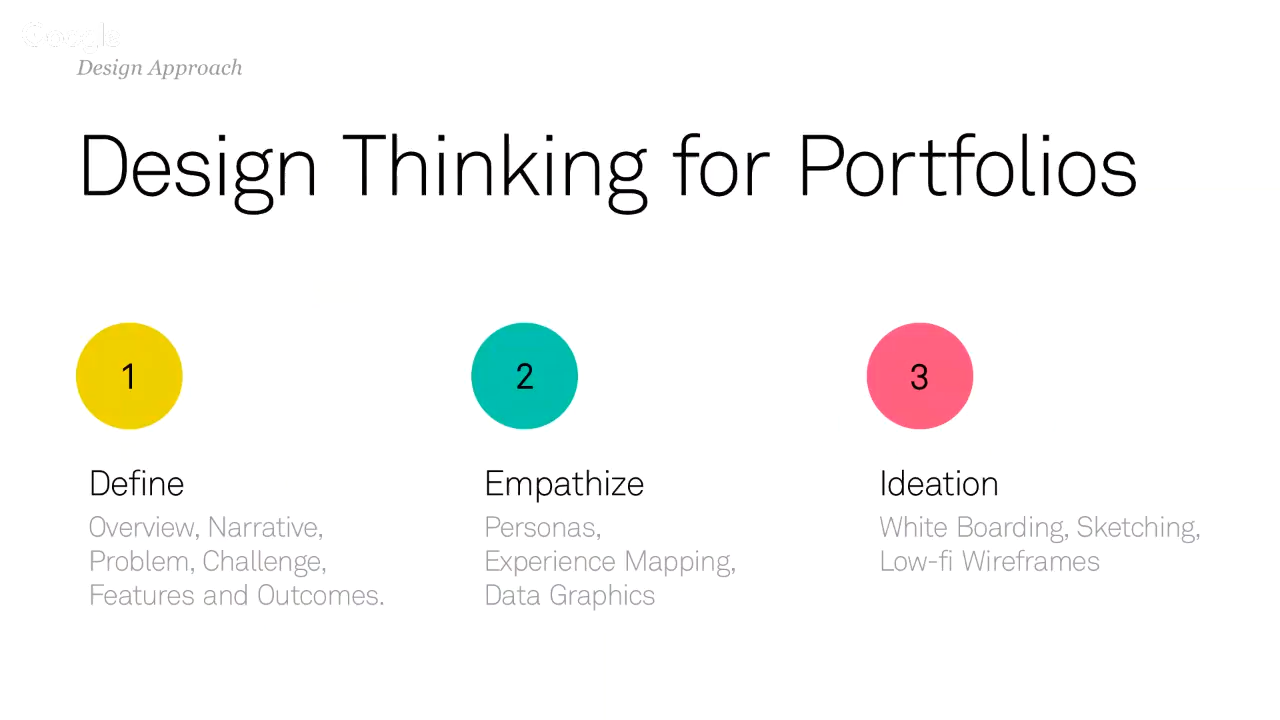 Google
Design Approach
Design Thinking for Portfolios
1
2
3
Define
Overview, Narrative,
Problem, Challenge,
Features and Outcomes.
Empathize
Personas,
Experience Mapping,
Data Graphics
Ideation
White Boarding, Sketching,
Low-fi Wireframes